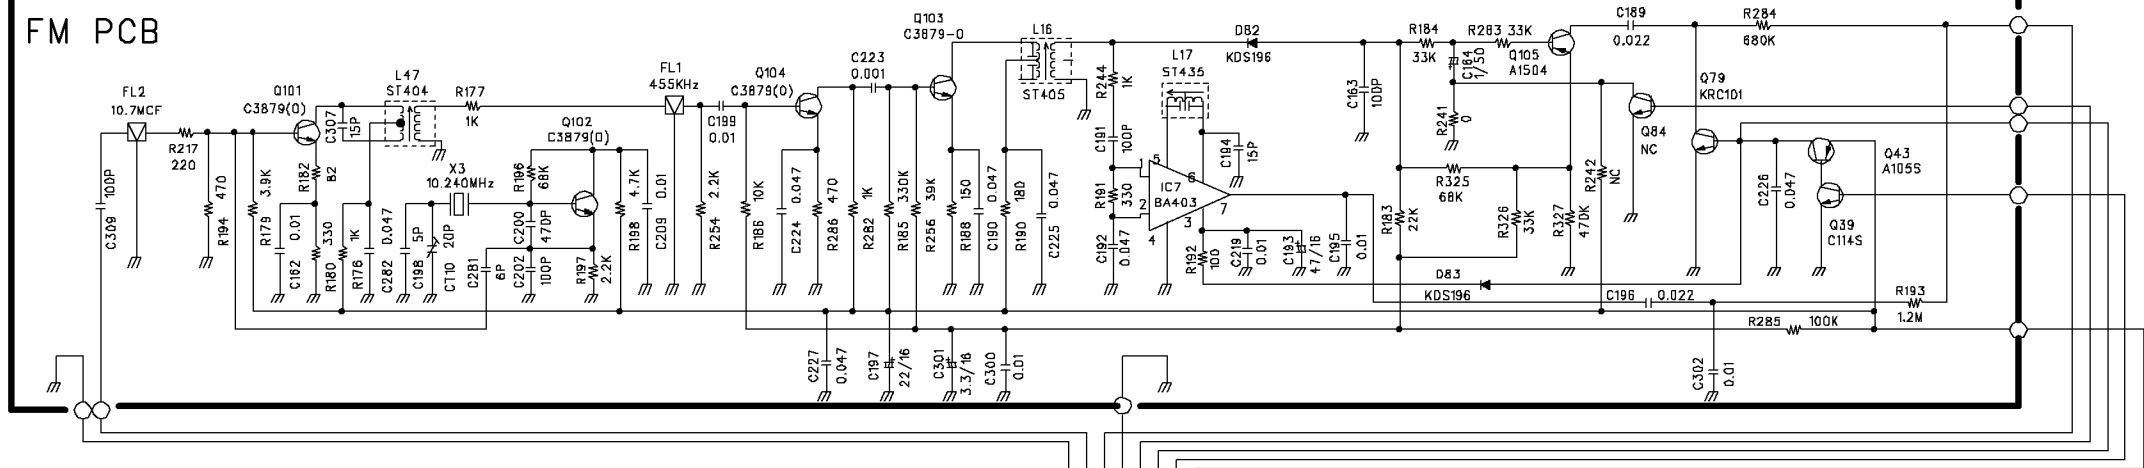 FM PCB
FL2
10.7MCF
C309
100P
R217
220
R194
470
R179
3.9K
Q101
C3879(O)
C307
15P
R182
82
C162
0.01
R180
330
R176
1K
C282
0.047
L47
ST404
R177
1K
X3
10.240MHz
C198
5P
CT10
20P
C281
6P
R196
68K
C200
470P
C202
100P
Q102
C3879(O)
R197
2.2K
R198
4.7K
C209
0.01
FL1
455KHz
R254
2.2K
C199
0.01
R186
10K
Q104
C3879(O)
C224
0.047
R286
470
C223
0.001
R282
1K
R185
330K
R256
39K
Q103
C3879-O
R188
150
C190
0.047
R190
180
C225
0.047
L16
ST405
C227
0.047
C197
22/16
C301
3.3/16
C300
0.01
R244
1K
C191
100P
R191
330
C192
0.047
L17
ST435
C194
15P
IC7
BA403
1
2
3
4
5
6
7
R192
100
C219
0.01
C193
47/16
C195
0.01
D82
KDS196
C163
100P
R184
33K
C164
1/50
R241
0
R283 33K
Q105
A1504
R325
68K
R183
22K
R326
33K
R327
470K
D83
KDS196
C196 0.022
R242
NC
C189
0.022
Q84
NC
Q79
KRC101
R284
680K
C226
0.047
Q43
A105S
Q39
C114S
R193
1.2M
R285 100K
C302
0.01